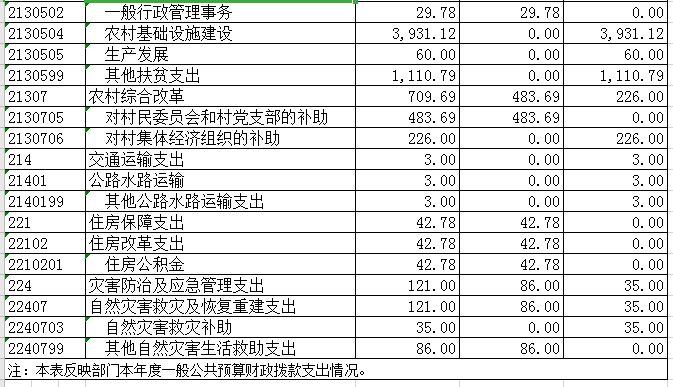 2130502 一般行政管理事务 29.78 29.78 0.00
2130504 农村基础设施建设 3,931.12 0.00 3,931.12
2130505 生产发展 60.00 0.00 60.00
2130599 其他扶贫支出 1,110.79 0.00 1,110.79
21307 农村综合改革 709.69 483.69 226.00
2130705 对村民委员会和村党支部的补助 483.69 483.69 0.00
2130706 对村集体经济组织的补助 226.00 0.00 226.00
214 交通运输支出 3.00 0.00 3.00
21401 公路水路运输 3.00 0.00 3.00
2140199 其他公路水路运输支出 3.00 0.00 3.00
221 住房保障支出 42.78 42.78 0.00
22102 住房改革支出 42.78 42.78 0.00
2210201 住房公积金 42.78 42.78 0.00
224 灾害防治及应急管理支出 121.00 86.00 35.00
22407 自然灾害救灾及恢复重建支出 121.00 86.00 35.00
2240703 自然灾害救灾补助 35.00 0.00 35.00
2240799 其他自然灾害生活救助支出 86.00 86.00 0.00
注：本表反映部门本年度一般公共预算财政拨款支出情况。